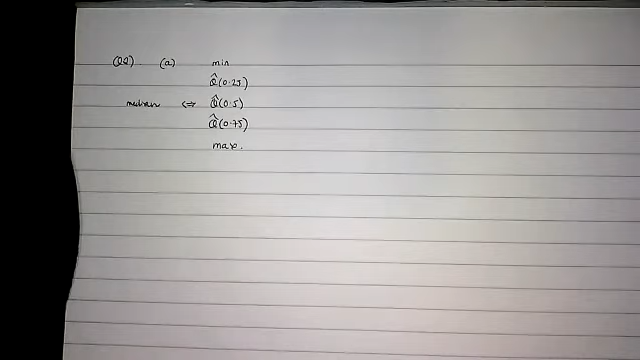 (Q2). (a) min
Q̂(0.25)
median ⇔ Q̂(0.5)
Q̂(0.75)
max.